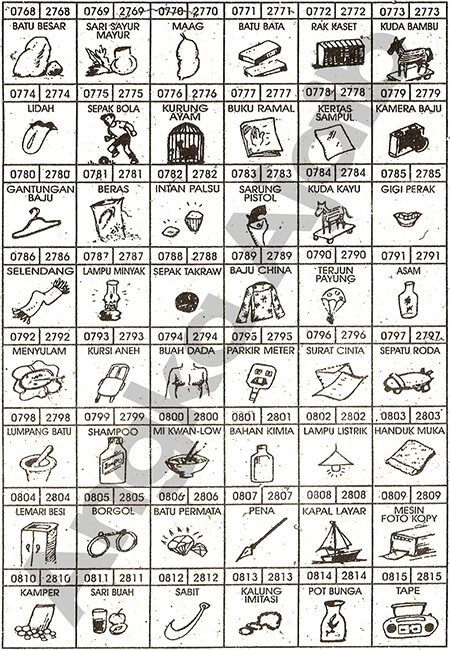 0768 2768 0769 2769 0770 2770 0771 2771 0772 2772 0773 2773
BATU BESAR SARI SAYUR MAYUR MAAG BATU BATA RAK KASET KUDA BAMBU
0774 2774 0775 2775 0776 2776 0777 2777 0778 2778 0779 2779
LIDAH SEPAK BOLA KURUNG AYAM BUKU RAMAL KERTAS SAMPUL KAMERA BAJU
0780 2780 0781 2781 0782 2782 0783 2783 0784 2784 0785 2785
GANTUNGAN BAJU BERAS INTAN PALSU SARUNG PISTOL KUDA KAYU GIGI PERAK
0786 2786 0787 2787 0788 2788 0789 2789 0790 2790 0791 2791
SELENDANG LAMPU MINYAK SEPAK TAKRAW BAJU CHINA TERJUN PAYUNG ASAM
0792 2792 0793 2793 0794 2794 0795 2795 0796 2796 0797 2797
MENYULAM KURSI ANEH BUAH DADA PARKIR METER SURAT CINTA SEPATU RODA
0798 2798 0799 2799 0800 2800 0801 2801 0802 2802 0803 2803
LUMPANG BATU SHAMPOO MI KWAN-LOW BAHAN KIMIA LAMPU LISTRIK HANDUK MUKA
0804 2804 0805 2805 0806 2806 0807 2807 0808 2808 0809 2809
LEMARI BESI BORGOL BATU PERMATA PENA KAPAL LAYAR MESIN FOTO KOPY
0810 2810 0811 2811 0812 2812 0813 2813 0814 2814 0815 2815
KAMPER SARI BUAH SABIT KALUNG IMITASI POT BUNGA TAPE